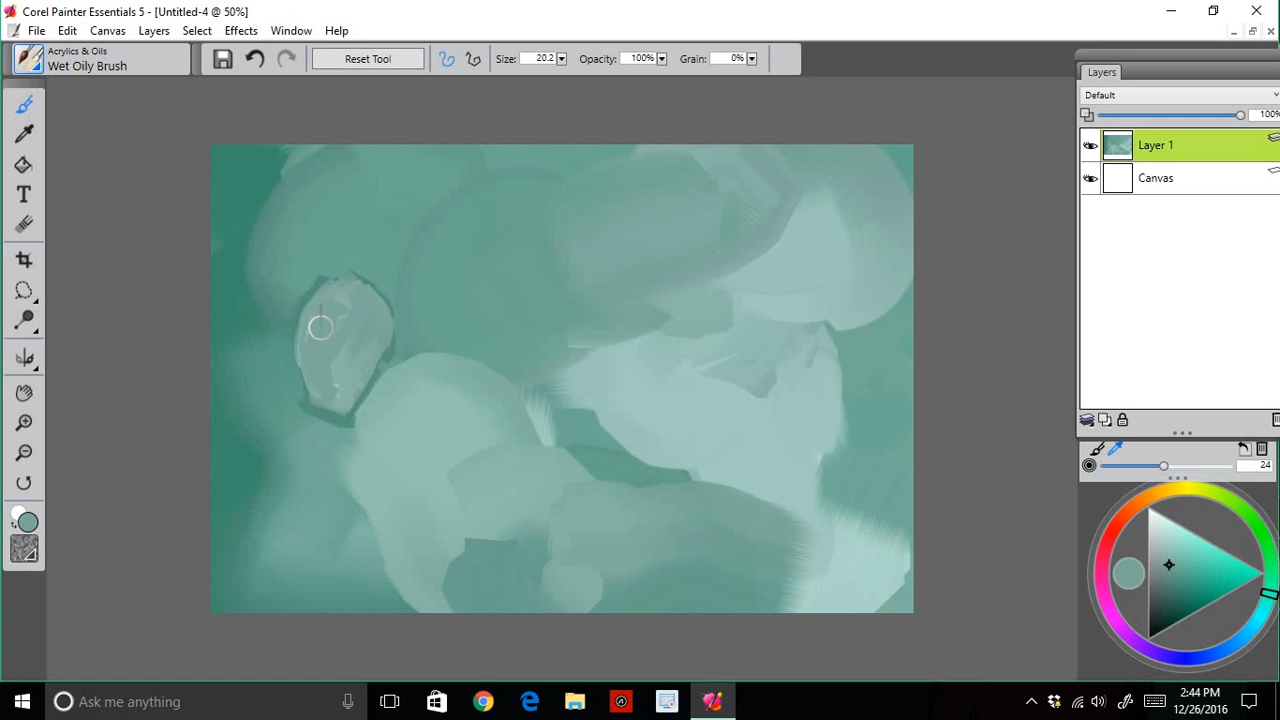 Corel Painter Essentials 5 - [Untitled-4 @ 50%]
File Edit Canvas Layers Select Effects Window Help
Acrylics & Oils
Wet Oily Brush
Reset Tool Size: 20.2 Opacity: 100% Grain: 0%
Layers
Default
100%
Layer 1
Canvas
24
T
Ask me anything
2:44 PM
12/26/2016